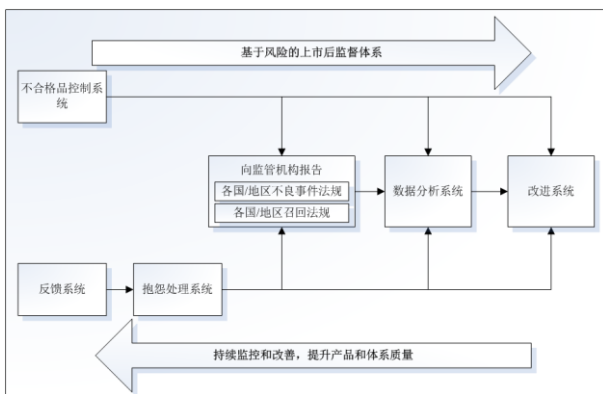 基于风险的上市后监督体系
不合格品控制系
统
向监管机构报告
各国/地区不良事件法规
各国/地区召回法规
数据分析系统
改进系统
反馈系统
抱怨处理系统
持续监控和改善，提升产品和体系质量